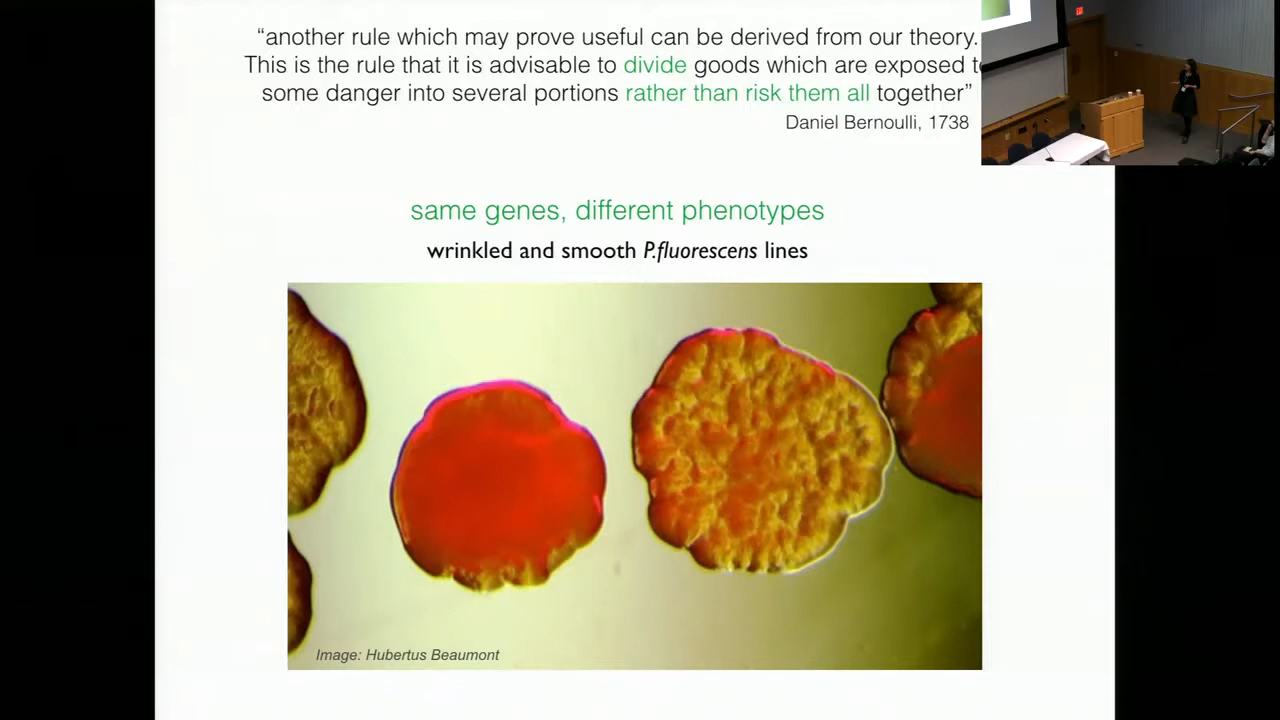 “another rule which may prove useful can be derived from our theory.
This is the rule that it is advisable to divide goods which are exposed
some danger into several portions rather than risk them all together”
Daniel Bernoulli, 1738
same genes, different phenotypes
wrinkled and smooth P.fluorescens lines
Image: Hubertus Beaumont